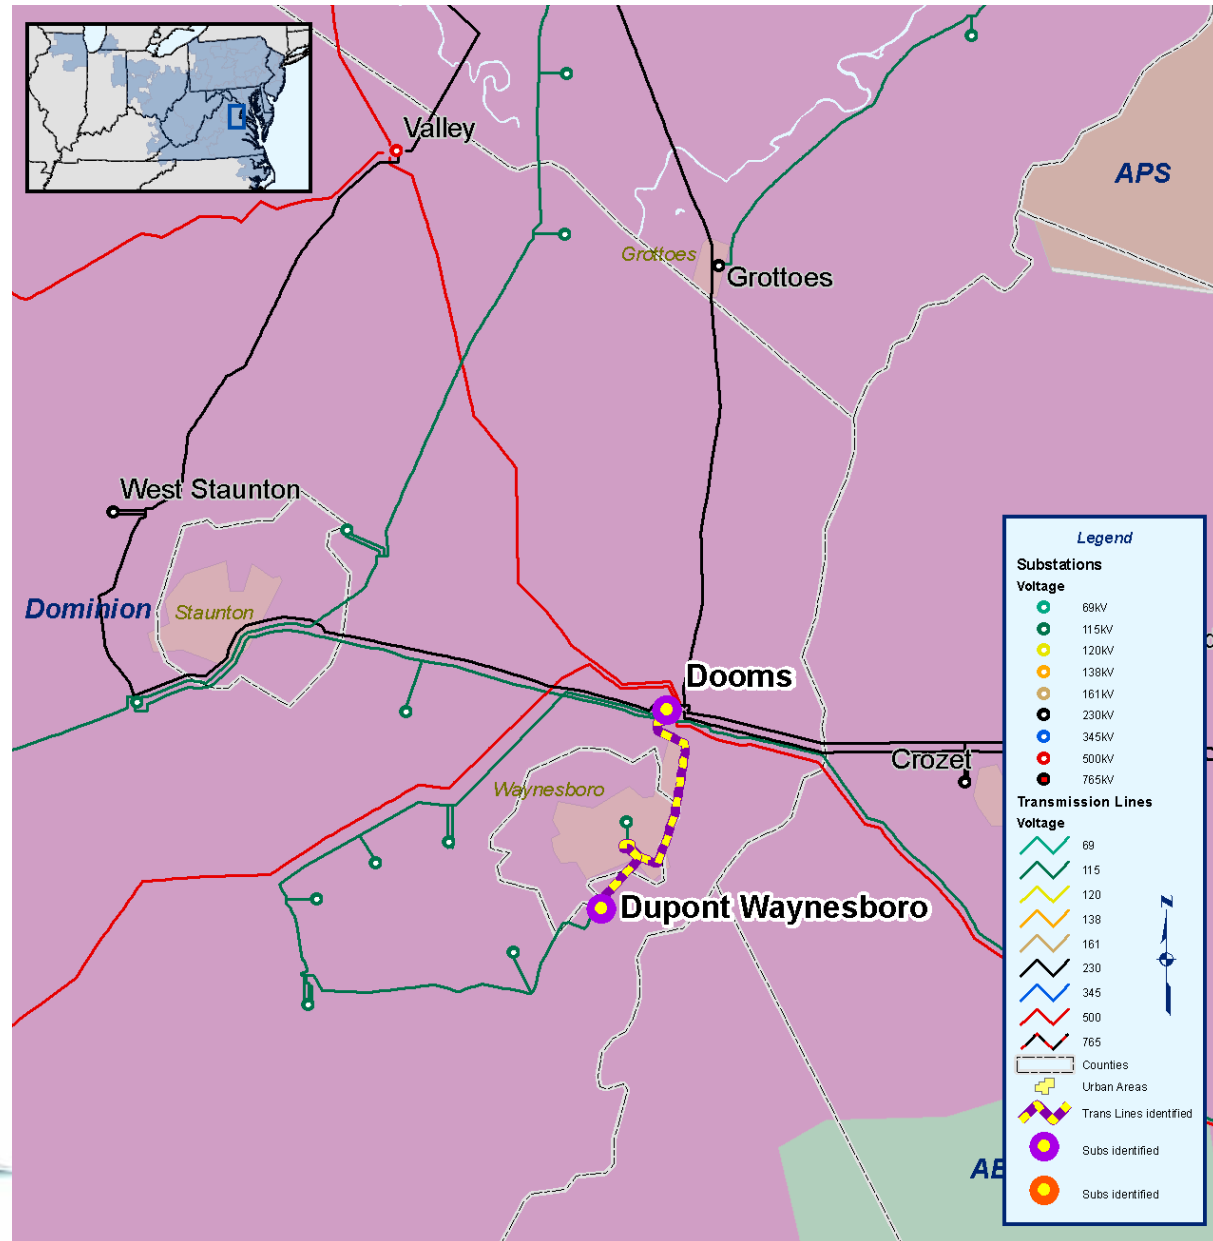 Valley
APS
Grottoes
Grottoes
West Staunton
Dominion
Staunton
Dooms
Crozet
Waynesboro
Dupont Waynesboro
Legend
Substations
Voltage
69kV
115kV
120kV
138kV
161kV
230kV
345kV
500kV
765kV
Transmission Lines
Voltage
69
115
120
138
161
230
345
500
765
Counties
Urban Areas
Trans Lines identified
Subs identified
Subs identified
N